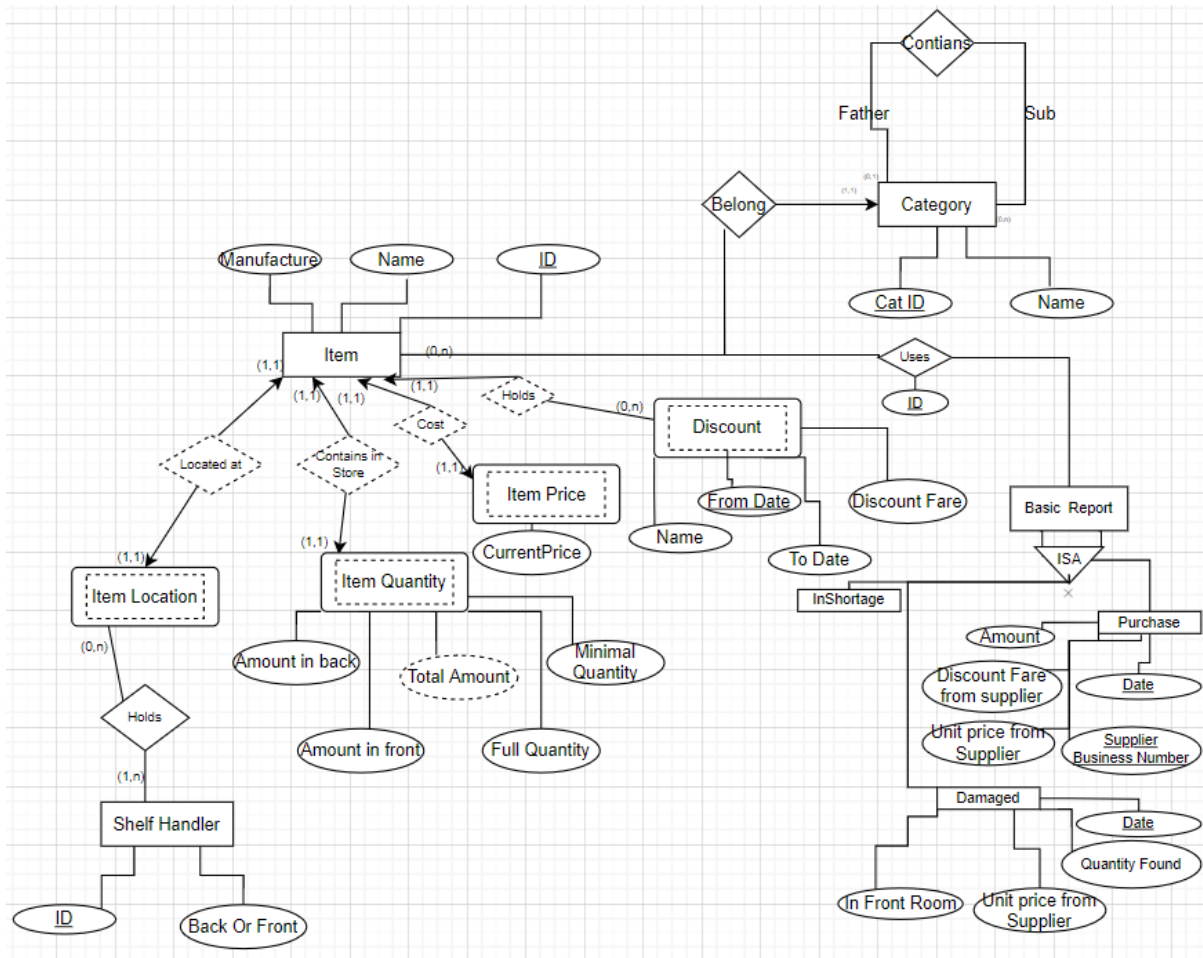 Contians
Father
Sub
(0,1)
(1,1)
Belong
Category
(0,n)
Manufacture
Name
ID
Cat ID
Name
Item
(0,n)
Uses
(1,1)
(1,1)
(1,1)
(1,1)
ID
Holds
(0,n)
Cost
Discount
Located at
Contains in
Store
(1,1)
Item Price
From Date
Discount Fare
Basic Report
Name
CurrentPrice
To Date
(1,1)
(1,1)
ISA
Item Location
Item Quantity
InShortage
Purchase
Amount
(0,n)
Amount in back
Total Amount
Minimal
Quantity
Discount Fare
from supplier
Date
Holds
Amount in front
Full Quantity
Unit price from
Supplier
Supplier
Business Number
(1,n)
Damaged
Shelf Handler
Date
Quantity Found
ID
Back Or Front
In Front Room
Unit price from
Supplier